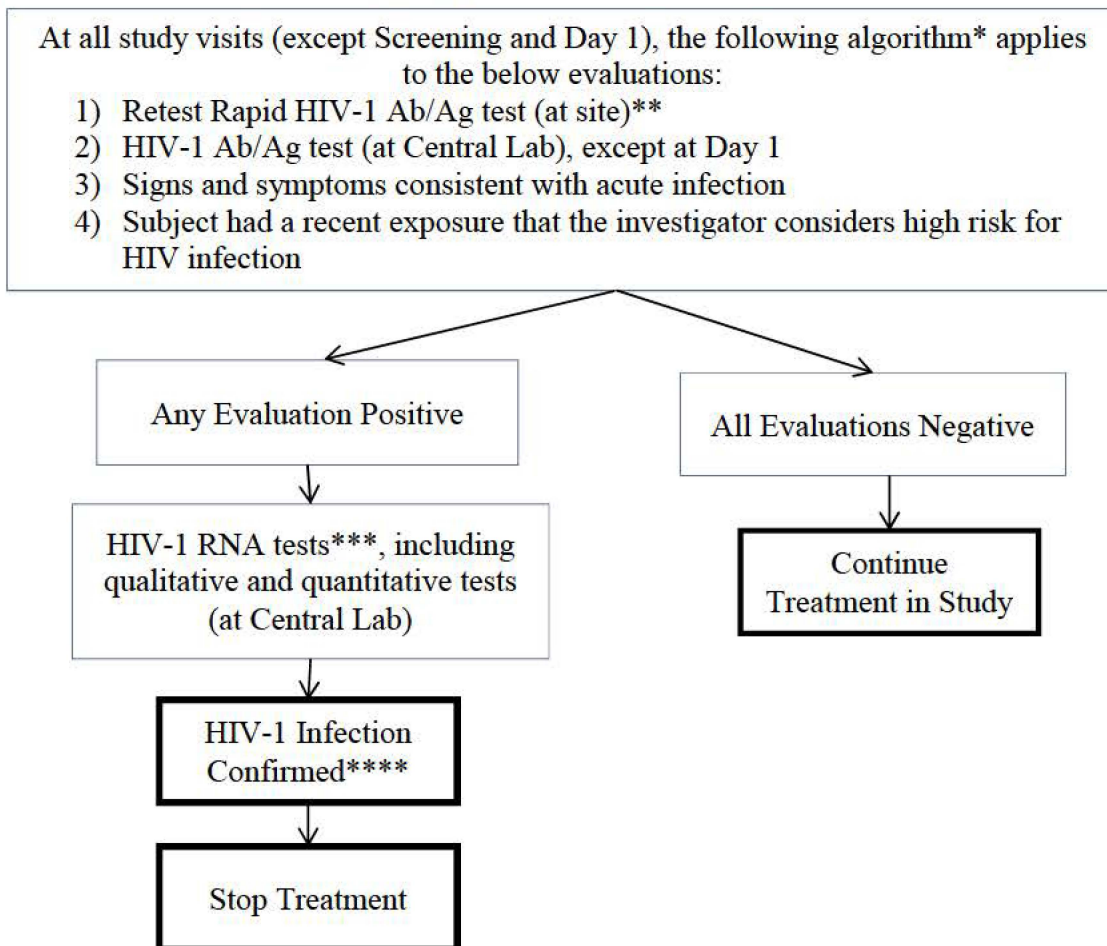 At all study visits (except Screening and Day 1), the following algorithm* applies
to the below evaluations:
1) Retest Rapid HIV-1 Ab/Ag test (at site)**
2) HIV-1 Ab/Ag test (at Central Lab), except at Day 1
3) Signs and symptoms consistent with acute infection
4) Subject had a recent exposure that the investigator considers high risk for
HIV infection
Any Evaluation Positive
All Evaluations Negative
HIV-1 RNA tests***, including
qualitative and quantitative tests
(at Central Lab)
Continue
Treatment in Study
HIV-1 Infection
Confirmed****
Stop Treatment